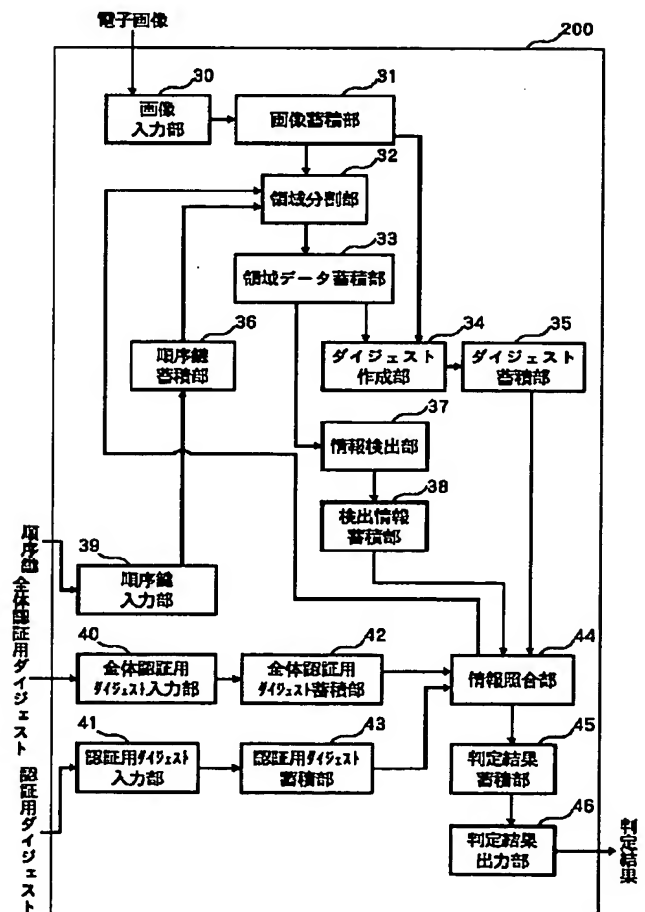 電子画像
200
30
画像
入力部
31
画像蓄積部
32
領域分割部
33
領域データ蓄積部
36
順序鍵
蓄積部
34
ダイジェスト
作成部
35
ダイジェスト
蓄積部
37
情報検出部
38
検出情報
蓄積部
順序鍵
39
順序鍵
入力部
全体認証用ダイジェスト
40
全体認証用
ダイジェスト入力部
42
全体認証用
ダイジェスト蓄積部
44
情報照合部
認証用ダイジェスト
41
認証用ダイジェスト
入力部
43
認証用ダイジェスト
蓄積部
45
判定結果
蓄積部
46
判定結果
出力部
判定結果